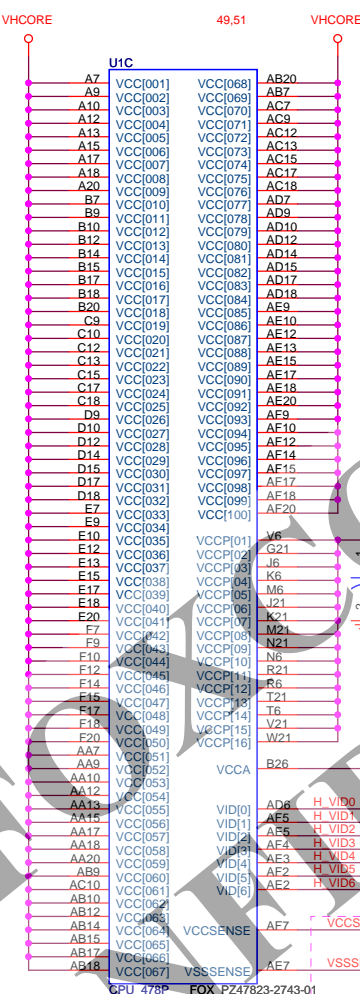 VHCORE 49,51 VHCORE
U1C
A7 VCC[001] VCC[068] AB20
A9 VCC[002] VCC[069] AB7
A10 VCC[003] VCC[070] AC7
A12 VCC[004] VCC[071] AC9
A13 VCC[005] VCC[072] AC12
A15 VCC[006] VCC[073] AC13
A17 VCC[007] VCC[074] AC15
A18 VCC[008] VCC[075] AC17
A20 VCC[009] VCC[076] AC18
B7 VCC[010] VCC[077] AD7
B9 VCC[011] VCC[078] AD9
B10 VCC[012] VCC[079] AD10
B12 VCC[013] VCC[080] AD12
B14 VCC[014] VCC[081] AD14
B15 VCC[015] VCC[082] AD15
B17 VCC[016] VCC[083] AD17
B18 VCC[017] VCC[084] AD18
B20 VCC[018] VCC[085] AE9
C9 VCC[019] VCC[086] AE10
C10 VCC[020] VCC[087] AE12
C12 VCC[021] VCC[088] AE13
C13 VCC[022] VCC[089] AE15
C15 VCC[023] VCC[090] AE17
C17 VCC[024] VCC[091] AE18
C18 VCC[025] VCC[092] AE20
D9 VCC[026] VCC[093] AF9
D10 VCC[027] VCC[094] AF10
D12 VCC[028] VCC[095] AF12
D14 VCC[029] VCC[096] AF14
D15 VCC[030] VCC[097] AF15
D17 VCC[031] VCC[098] AF17
D18 VCC[032] VCC[099] AF18
E7 VCC[033] VCC[100] AF20
E9 VCC[034]
E10 VCC[035] VCCP[01] V6
E12 VCC[036] VCCP[02] G21
E13 VCC[037] VCCP[03] J6
E15 VCC[038] VCCP[04] K6
E17 VCC[039] VCCP[05] M6
E18 VCC[040] VCCP[06] J21
E20 VCC[041] VCCP[07] K21
F7 VCC[042] VCCP[08] M21
F9 VCC[043] VCCP[09] N21
F10 VCC[044] VCCP[10] N6
F12 VCC[045] VCCP[11] R21
F14 VCC[046] VCCP[12] R6
F15 VCC[047] VCCP[13] T21
F17 VCC[048] VCCP[14] T6
F18 VCC[049] VCCP[15] V21
F20 VCC[050] VCCP[16] W21
AA7 VCC[051]
AA9 VCC[052] VCCA B26
AA10 VCC[053]
AA12 VCC[054]
AA13 VCC[055] VID[0] AD6 H_VID0
AA15 VCC[056] VID[1] AF5 H_VID1
AA17 VCC[057] VID[2] AE5 H_VID2
AA18 VCC[058] VID[3] AF4 H_VID3
AA20 VCC[059] VID[4] AE3 H_VID4
AB9 VCC[060] VID[5] AF2 H_VID5
AC10 VCC[061] VID[6] AE2 H_VID6
AB10 VCC[062]
AB12 VCC[063]
AB14 VCC[064] VCCSENSE AF7 VCCS
AB15 VCC[065]
AB17 VCC[066]
AB18 VCC[067] VSSSENSE AE7 VSSS
CPU_478P FOX_PZ47823-2743-01